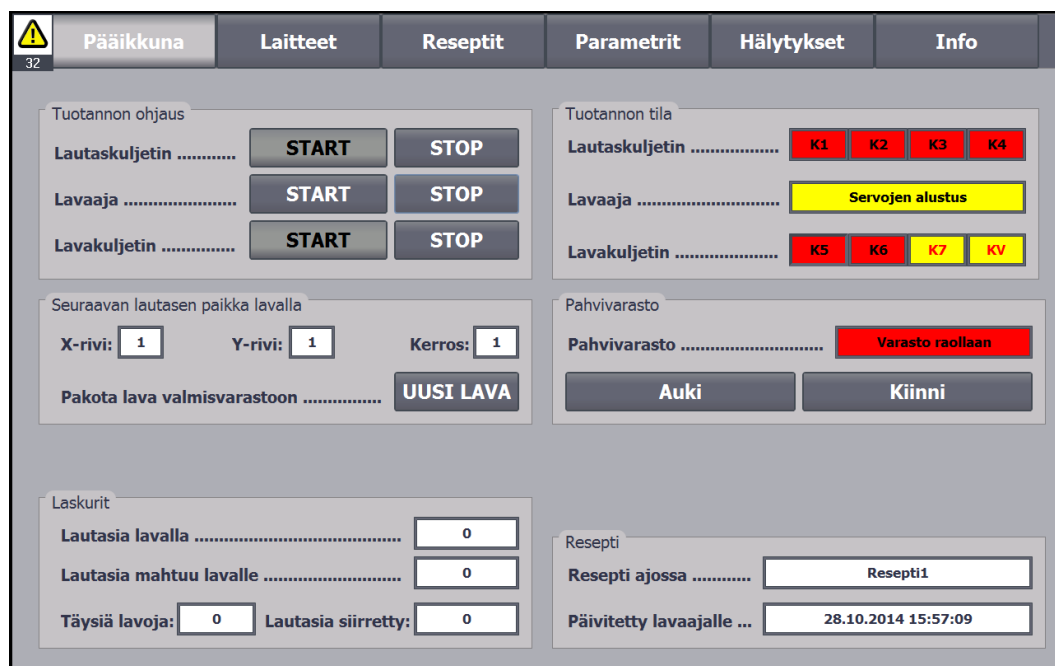 32
Pääikkuna Laitteet Reseptit Parametrit Hälytykset Info
Tuotannon ohjaus
Lautaskuljetin ............ START STOP
Lavaaja ...................... START STOP
Lavakuljetin .............. START STOP
Tuotannon tila
Lautaskuljetin ................. K1 K2 K3 K4
Lavaaja ........................... Servojen alustus
Lavakuljetin .................... K5 K6 K7 KV
Seuraavan lautasen paikka lavalla
X-rivi: 1 Y-rivi: 1 Kerros: 1
Pakota lava valmisvarastoon ................ UUSI LAVA
Pahvivarasto
Pahvivarasto ............................ Varasto raollaan
Auki Kiinni
Laskurit
Lautasia lavalla ........................................ 0
Lautasia mahtuu lavalle ........................... 0
Täysiä lavoja: 0 Lautasia siirretty: 0
Resepti
Resepti ajossa ............ Resepti1
Päivitetty lavaajalle ... 28.10.2014 15:57:09